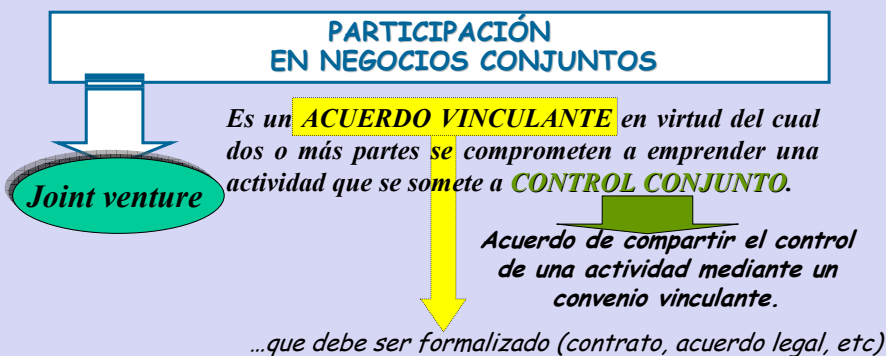 PARTICIPACIÓN
EN NEGOCIOS CONJUNTOS
Es un ACUERDO VINCULANTE en virtud del cual
dos o más partes se comprometen a emprender una
actividad que se somete a CONTROL CONJUNTO.
Joint venture
Acuerdo de compartir el control
de una actividad mediante un
convenio vinculante.
...que debe ser formalizado (contrato, acuerdo legal, etc)